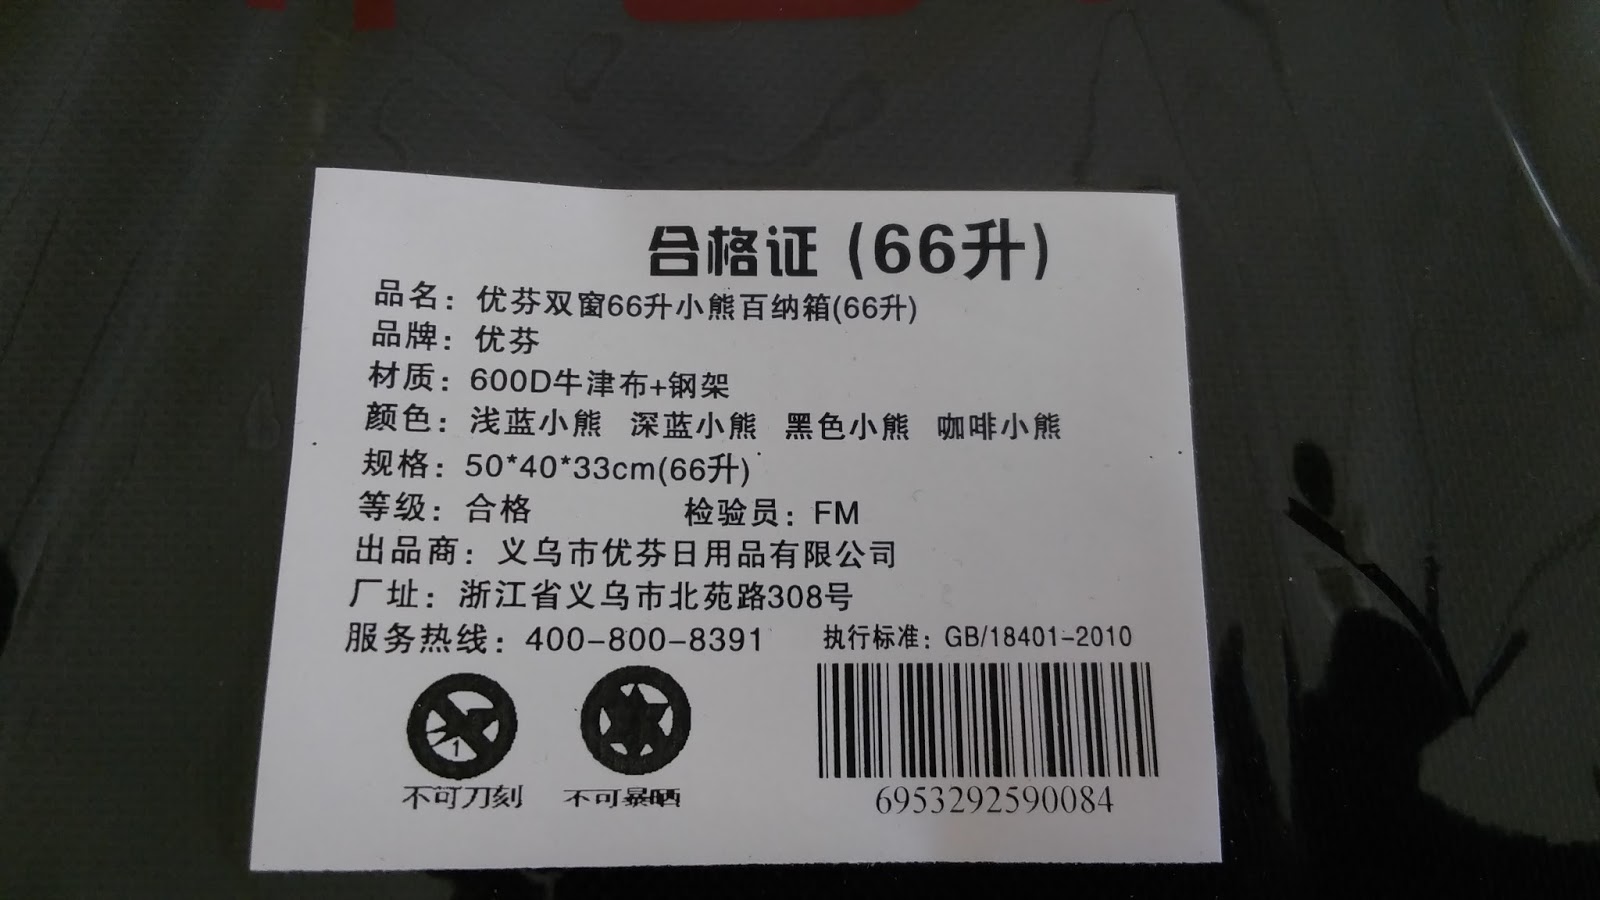 合格证 (66升)
品名：优芬双窗66升小熊百纳箱(66升)
品牌：优芬
材质：600D牛津布+钢架
颜色：浅蓝小熊 深蓝小熊 黑色小熊 咖啡小熊
规格：50*40*33cm(66升)
等级：合格 检验员：FM
出品商：义乌市优芬日用品有限公司
厂址：浙江省义乌市北苑路308号
服务热线：400-800-8391 执行标准：GB/18401-2010
不可刀刻 不可暴晒
6953292590084